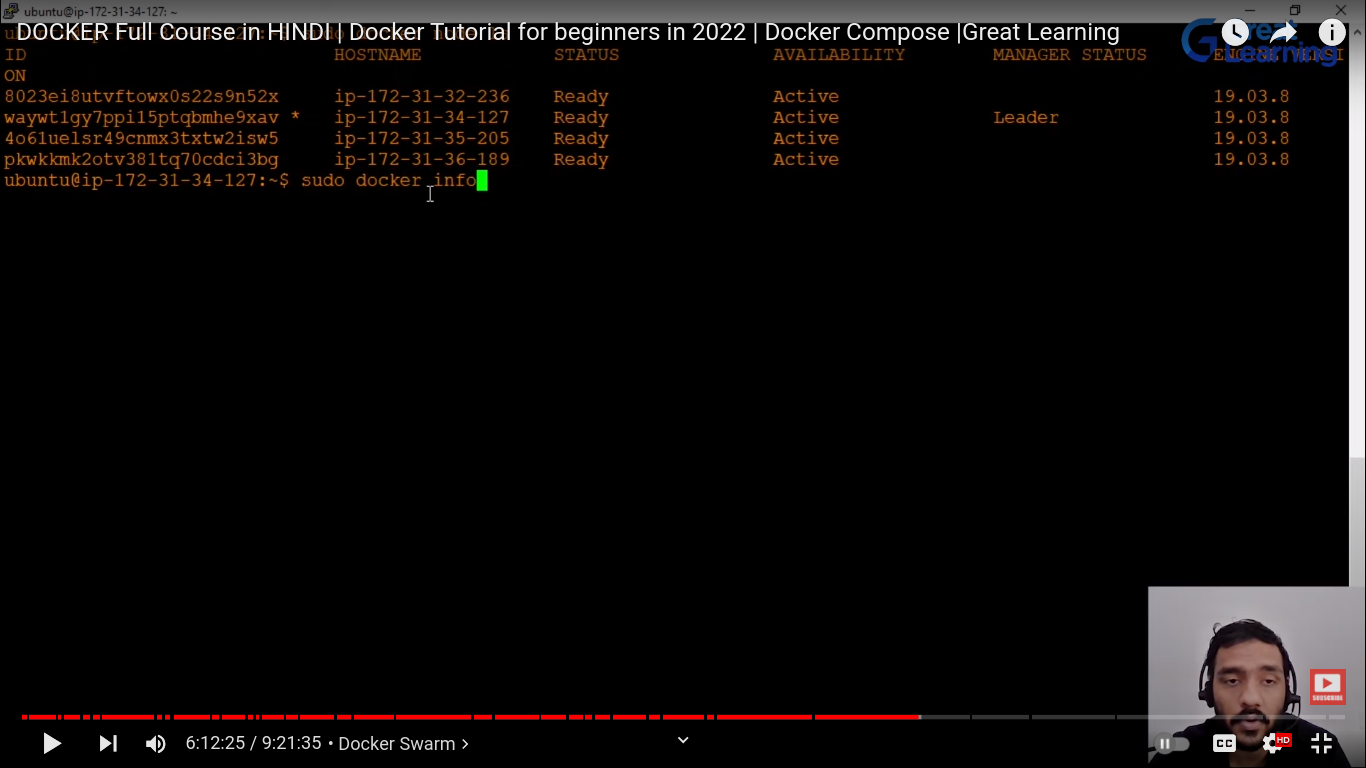 ubuntu@ip-172-31-34-127: ~
DOCKER Full Course in HINDI | Docker Tutorial for beginners in 2022 | Docker Compose |Great Learning
Great Learning
ID HOSTNAME STATUS AVAILABILITY MANAGER STATUS ENGINE VERSI
ON
8023ei8utvftowx0s22s9n52x ip-172-31-32-236 Ready Active 19.03.8
waywt1gy7ppi15ptqbmhe9xav * ip-172-31-34-127 Ready Active Leader 19.03.8
4o61uelsr49cnmx3txtw2isw5 ip-172-31-35-205 Ready Active 19.03.8
pkwkkmk2otv381tq70cdci3bg ip-172-31-36-189 Ready Active 19.03.8
ubuntu@ip-172-31-34-127:~$ sudo docker info
SUBSCRIBE
6:12:25 / 9:21:35 • Docker Swarm >
CC
HD